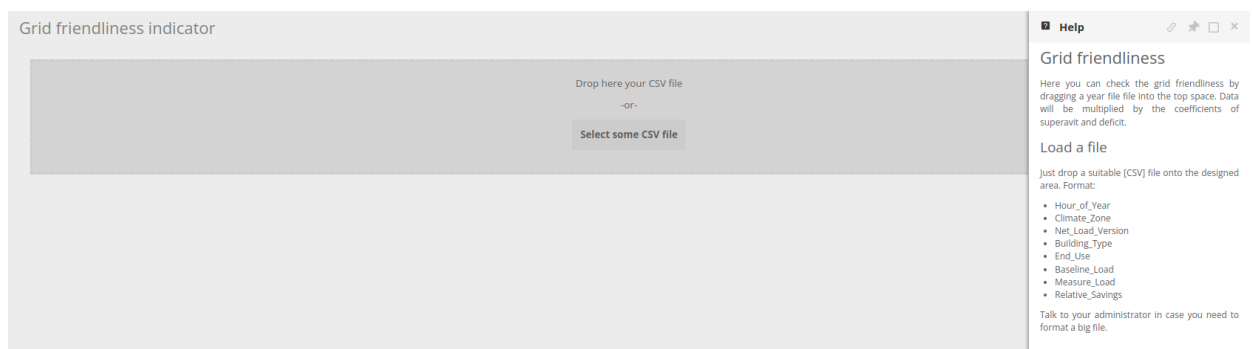 Grid friendliness indicator
Drop here your CSV file
-or-
Select some CSV file
Help
Grid friendliness
Here you can check the grid friendliness by
dragging a year file file into the top space. Data
will be multiplied by the coefficients of
superavit and deficit.
Load a file
Just drop a suitable [CSV] file onto the designed
area. Format:
• Hour_of_Year
• Climate_Zone
• Net_Load_Version
• Building_Type
• End_Use
• Baseline_Load
• Measure_Load
• Relative_Savings
Talk to your administrator in case you need to
format a big file.